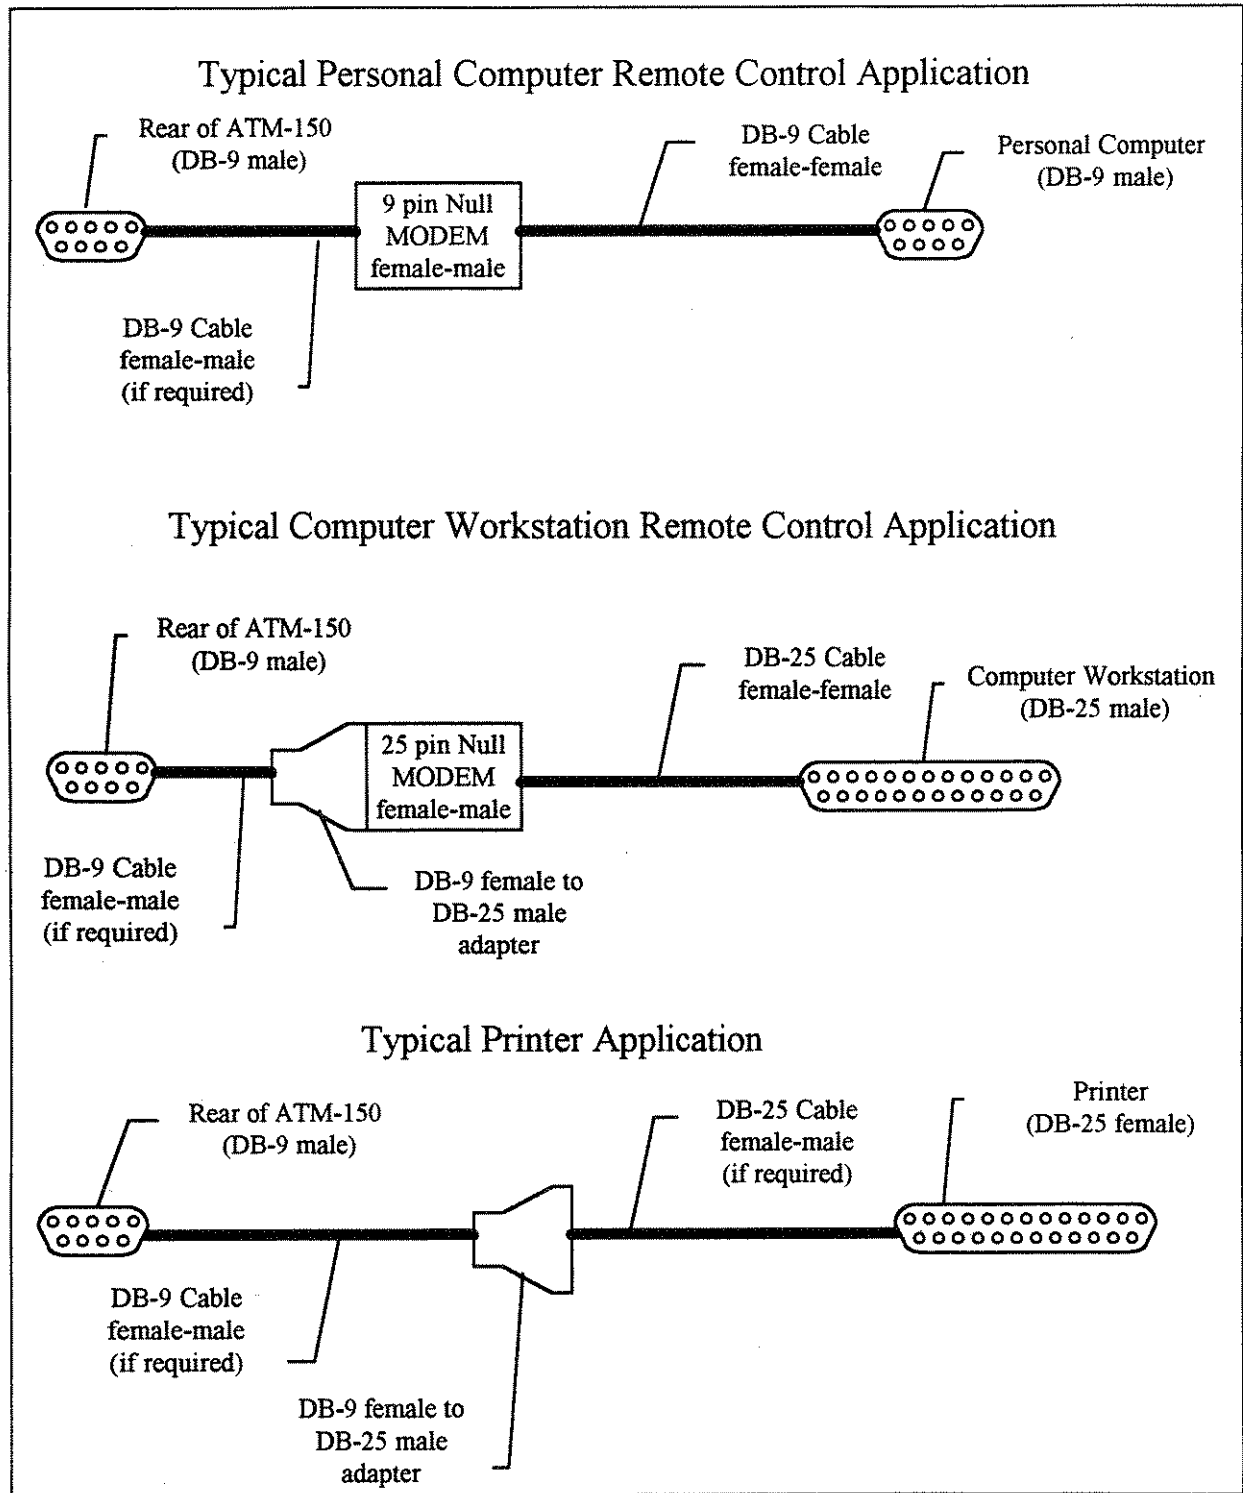 Typical Personal Computer Remote Control Application
Rear of ATM-150
(DB-9 male)
DB-9 Cable
female-female
Personal Computer
(DB-9 male)
9 pin Null
MODEM
female-male
DB-9 Cable
female-male
(if required)
Typical Computer Workstation Remote Control Application
Rear of ATM-150
(DB-9 male)
DB-25 Cable
female-female
Computer Workstation
(DB-25 male)
25 pin Null
MODEM
female-male
DB-9 Cable
female-male
(if required)
DB-9 female to
DB-25 male
adapter
Typical Printer Application
Rear of ATM-150
(DB-9 male)
DB-25 Cable
female-male
(if required)
Printer
(DB-25 female)
DB-9 Cable
female-male
(if required)
DB-9 female to
DB-25 male
adapter